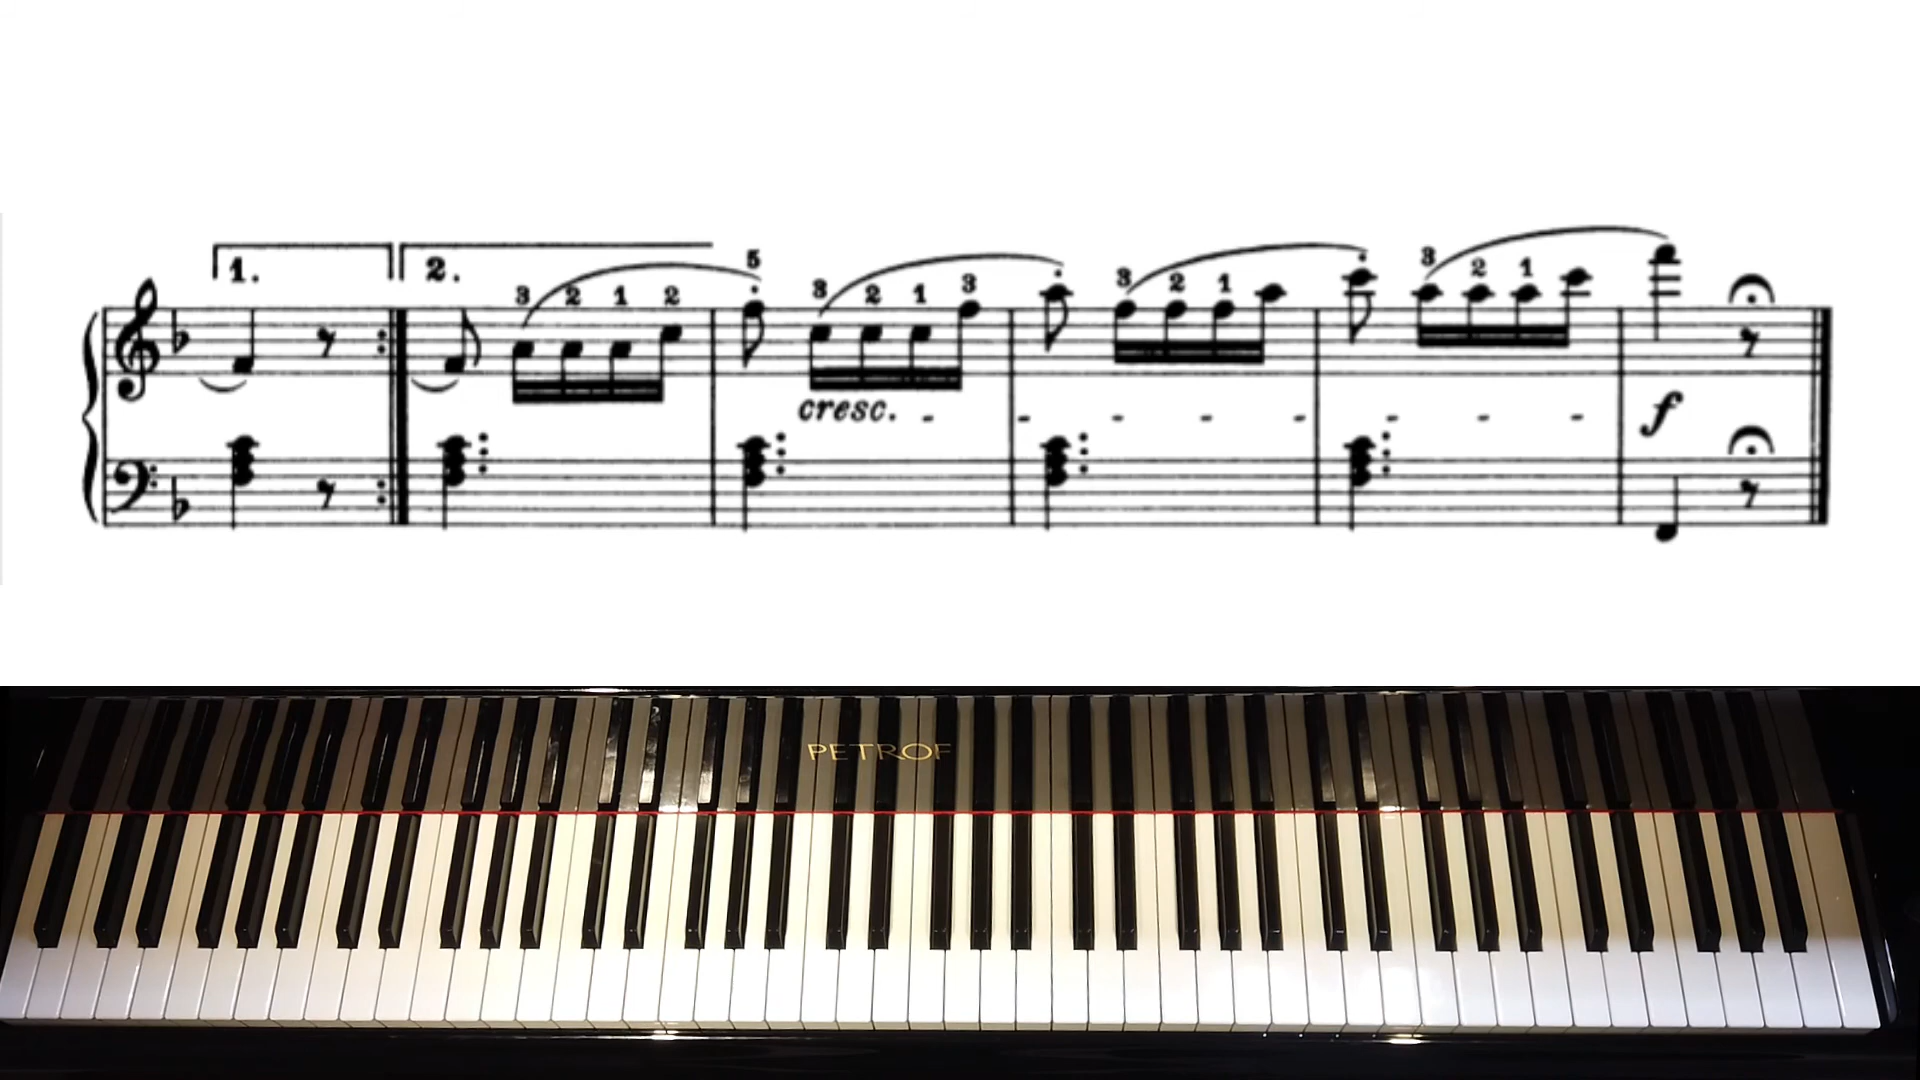 1. 2.
3 2 1 2 5 3 2 1 3 3 2 1 3 2 1
cresc. - - - - - - - - f
PETROF